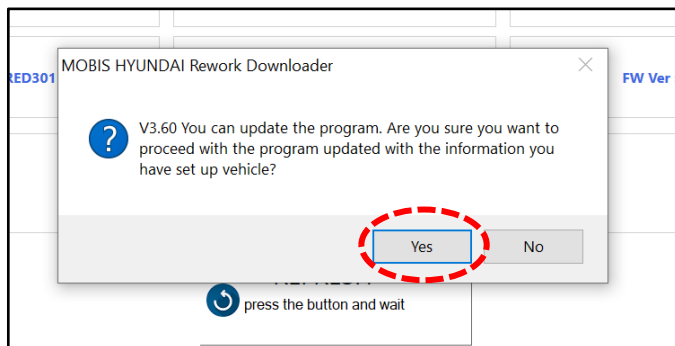 MOBIS HYUNDAI Rework Downloader
RED301
FW Ver :
V3.60 You can update the program. Are you sure you want to
proceed with the program updated with the information you
have set up vehicle?
Yes No
press the button and wait